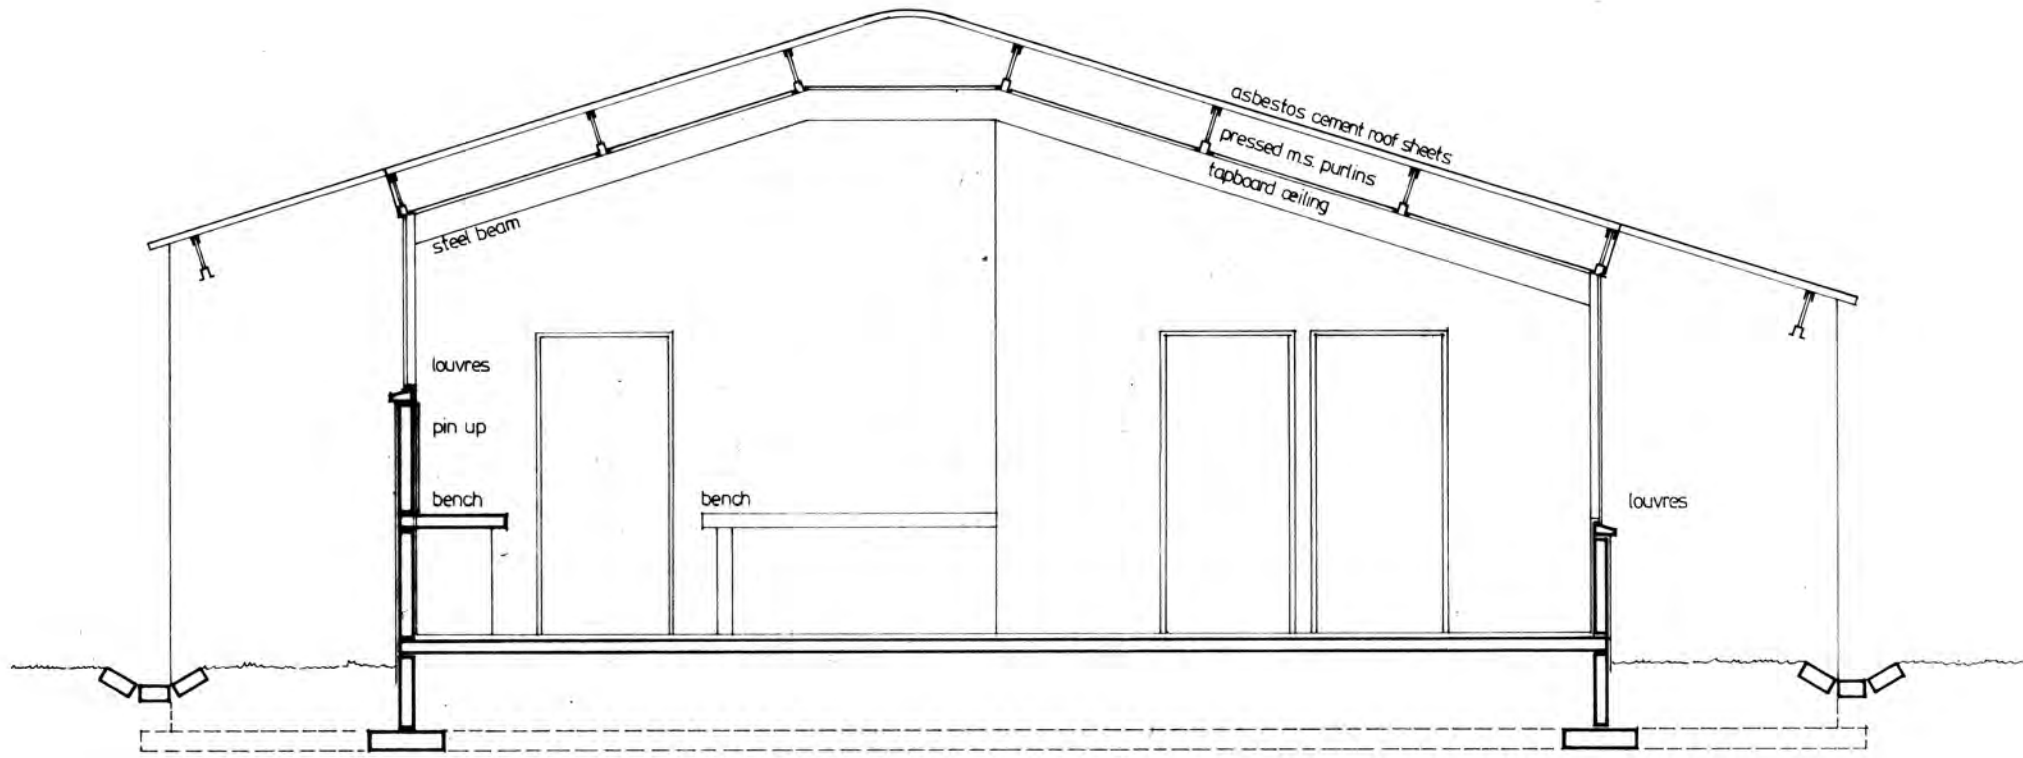 asbestos cement roof sheets
pressed m.s. purlins
tapboard ceiling
steel beam
louvres
pin up
bench
bench
louvres